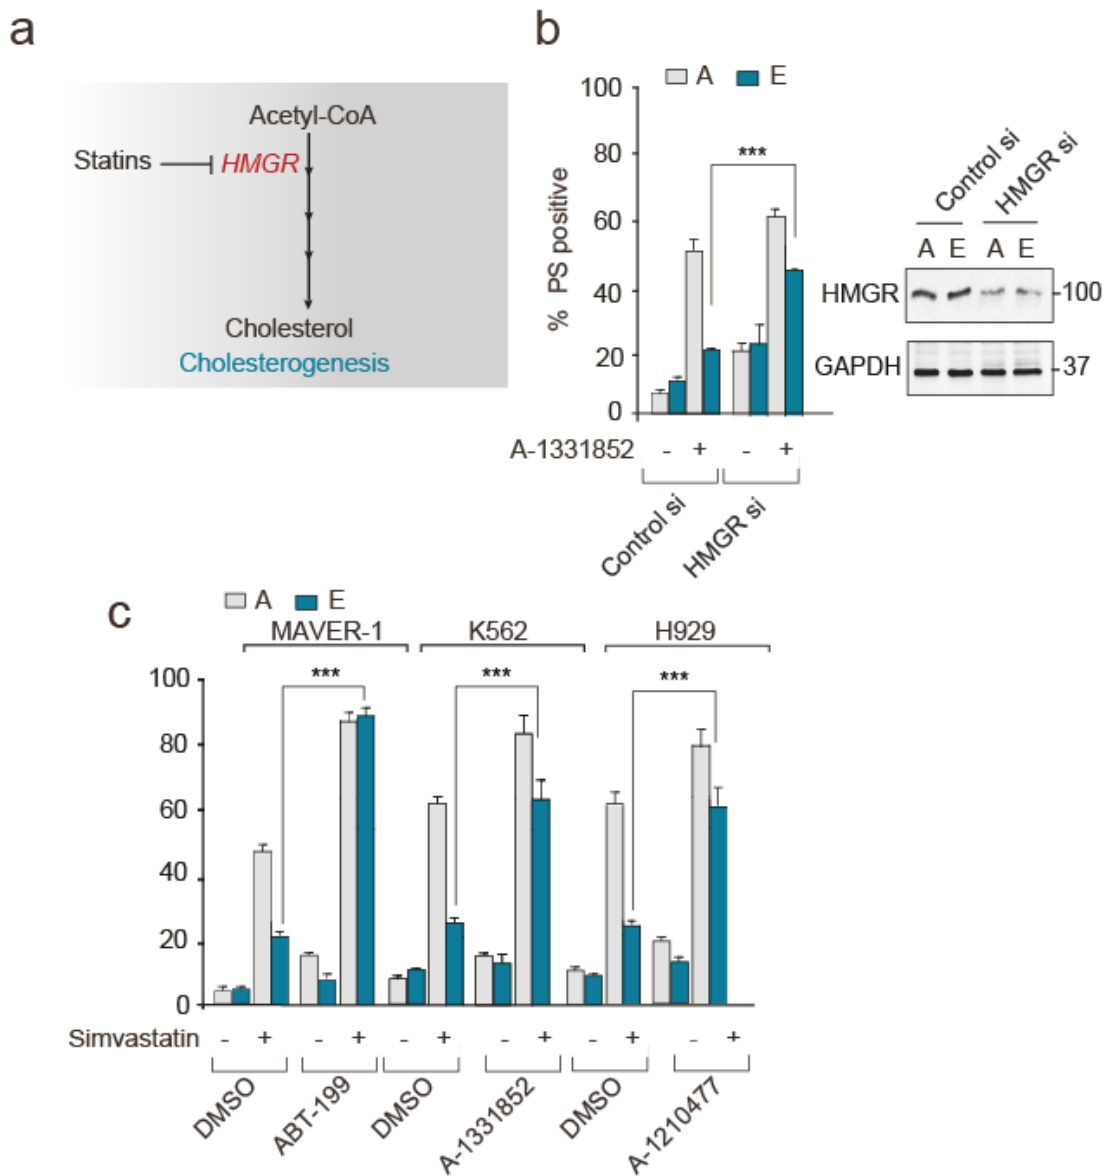 a
Acetyl-CoA
Statins HMGR
Cholesterol
Cholesterogenesis
b
A E
100
80
60
40
20
0
% PS positive
***
A-1331852 - + - +
Control si HMGR si
Control si HMGR si
A E A E
HMGR 100
GAPDH 37
c
A E
MAVER-1 K562 H929
100
80
60
40
20
0
*** *** ***
Simvastatin - + - + - + - + - + - +
DMSO ABT-199 DMSO A-1331852 DMSO A-1210477